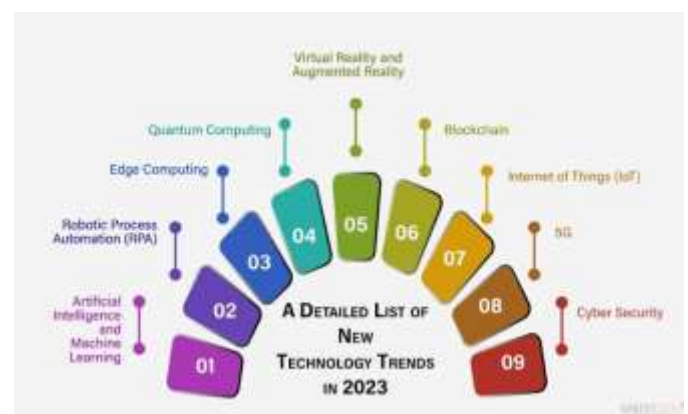 Virtual Reality and
Augmented Reality
Quantum Computing
Blockchain
Edge Computing
Internet of Things (IoT)
Robotic Process
Automation (RPA)
5G
Artificial
Intelligence
and
Machine
Learning
Cyber Security
01
02
03
04
05
06
07
08
09
A Detailed List of
New
Technology Trends
in 2023